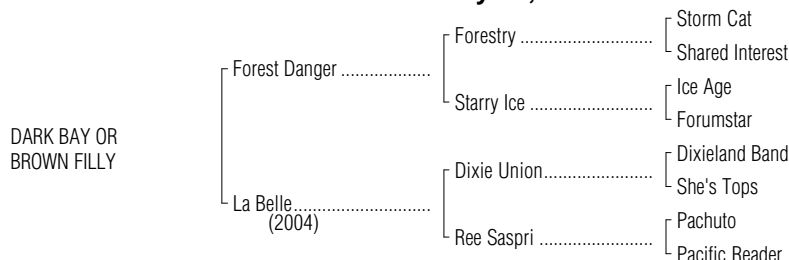 Storm Cat
Forestry ......................
Shared Interest
Forest Danger ...................
Ice Age
Starry Ice ..........................
Forumstar
DARK BAY OR
BROWN FILLY
Dixieland Band
Dixie Union.......................
She's Tops
La Belle............................
(2004)
Pachuto
Ree Saspri ........................
Pacific Reader